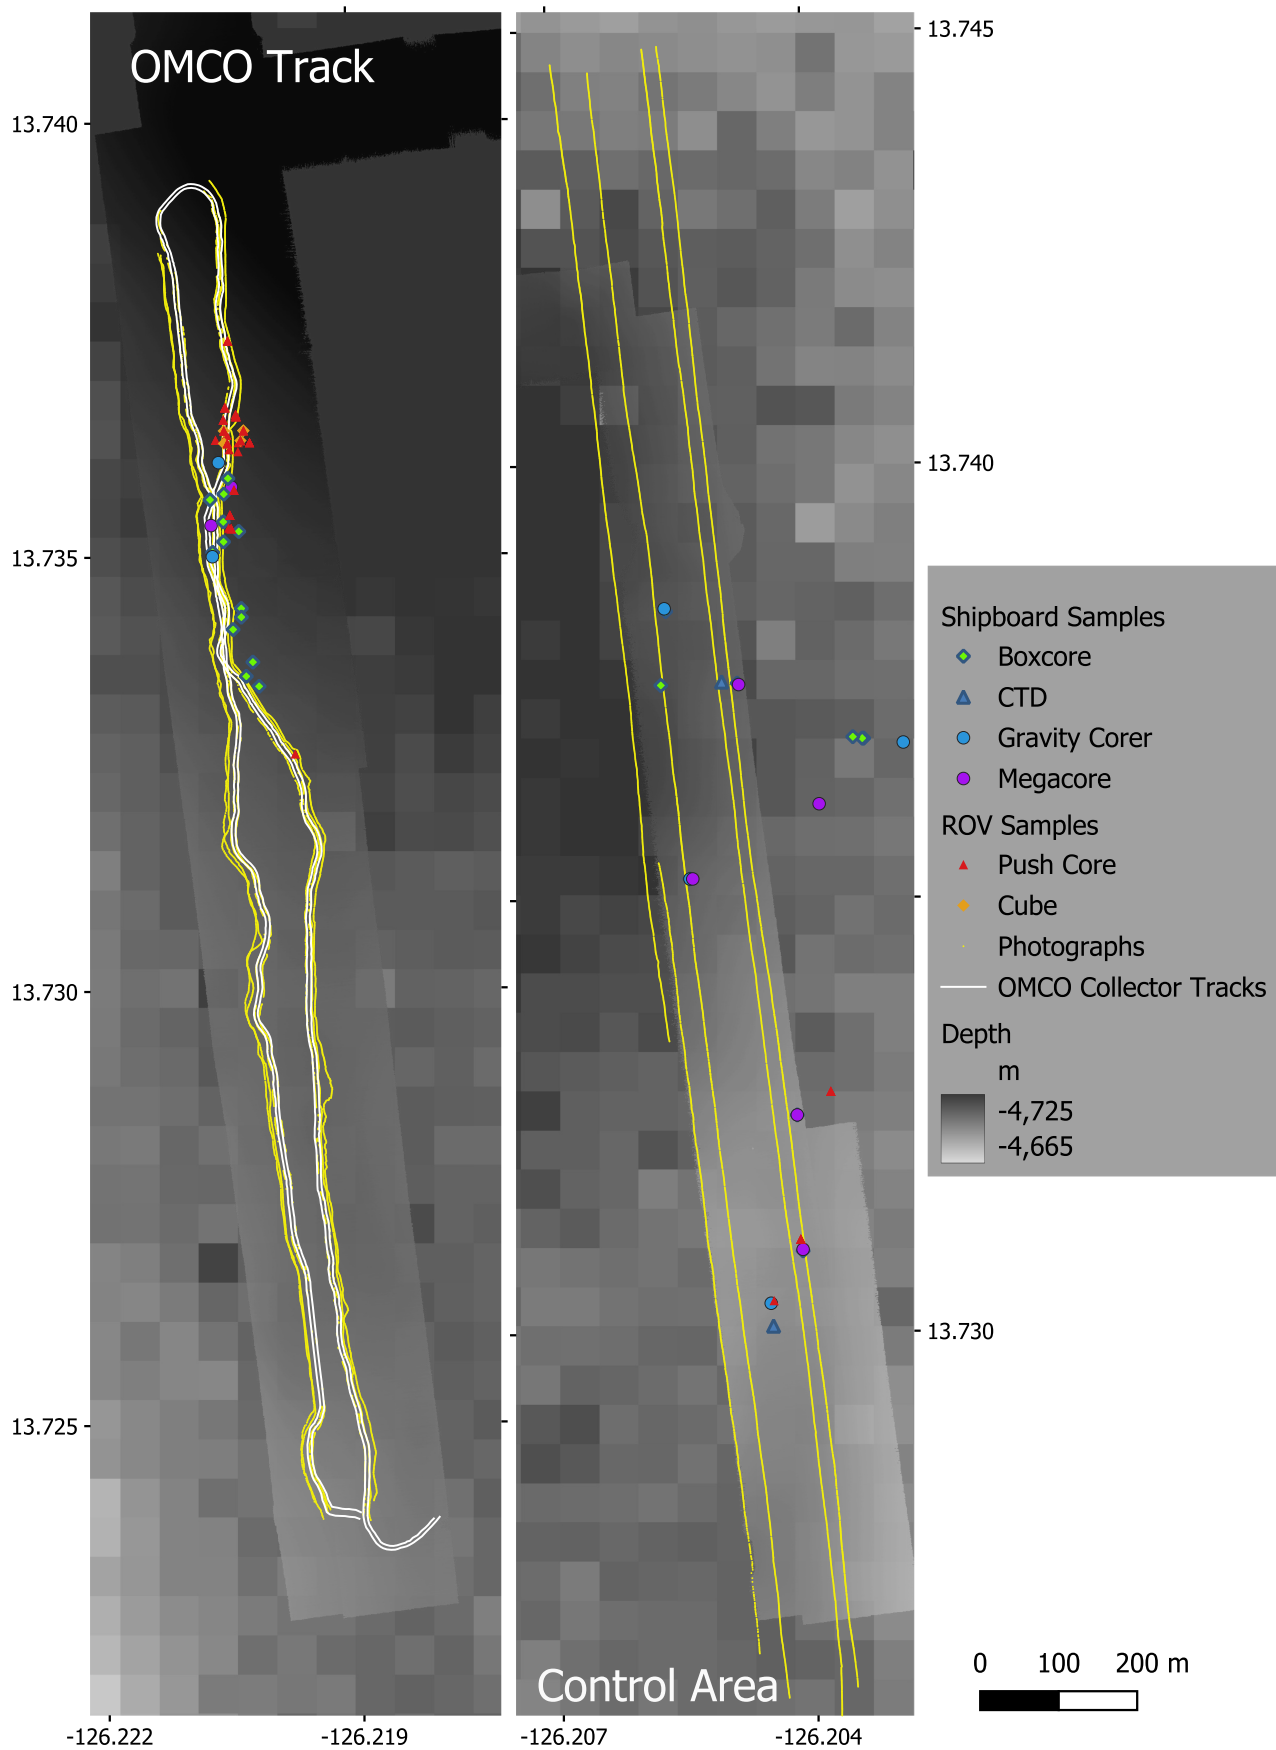 OMCO Track
13.740
13.735
13.730
13.725
-126.222
-126.219
Control Area
-126.207
-126.204
13.745
13.740
13.730
Shipboard Samples
Boxcore
CTD
Gravity Corer
Megacore
ROV Samples
Push Core
Cube
Photographs
OMCO Collector Tracks
Depth
m
-4,725
-4,665
0 100 200 m